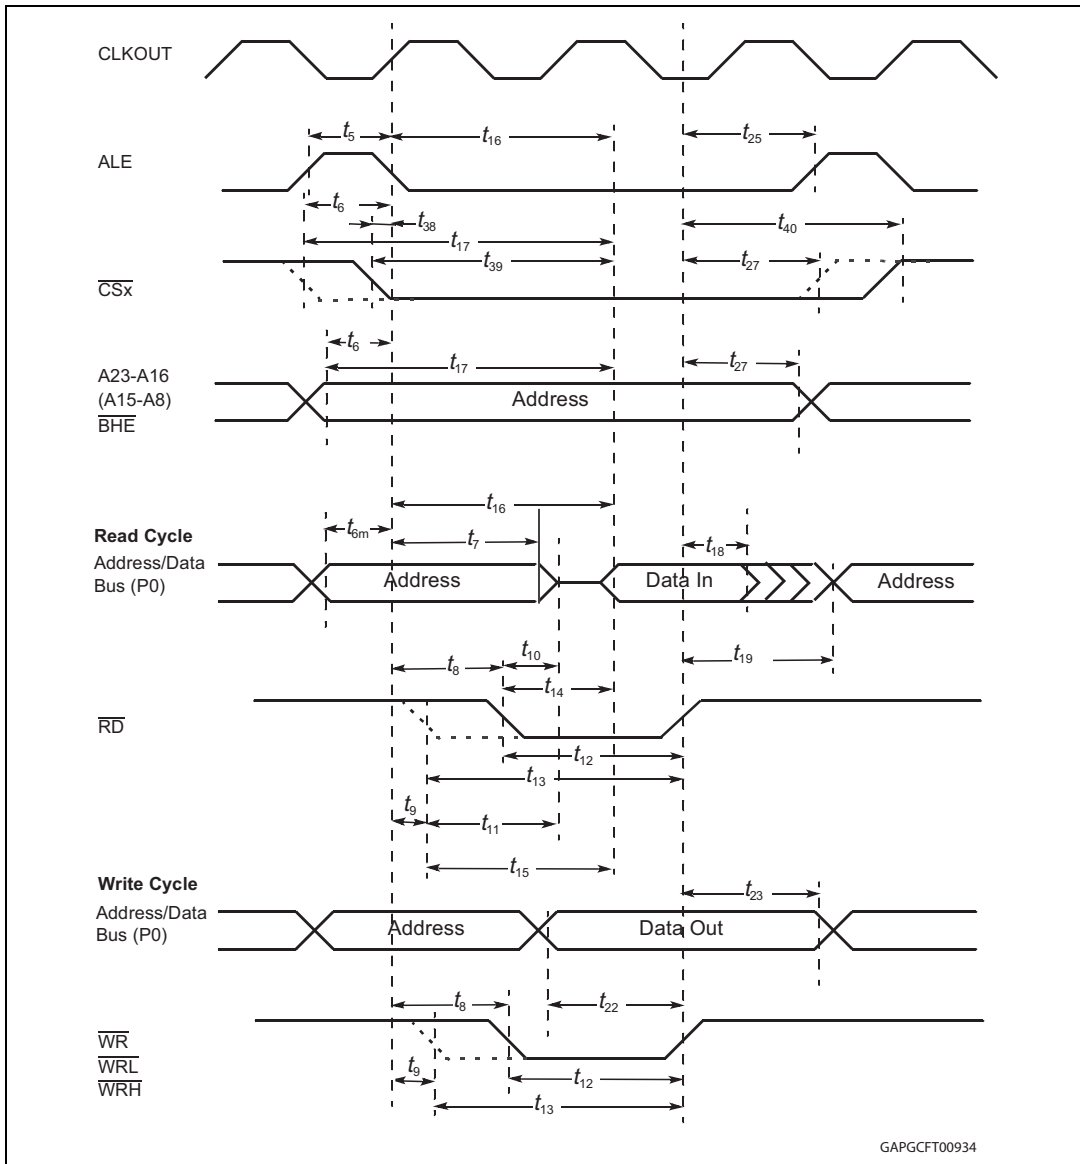 CLKOUT
t5
t16
t25
ALE
t6
t38
t40
t17
t39
t27
CSx
t6
t17
t27
A23-A16
(A15-A8)
BHE
Address
t16
Read Cycle
t6m
t7
t18
Address/Data
Bus (P0)
Address
Data In
Address
t10
t8
t19
t14
RD
t12
t13
t9
t11
t15
Write Cycle
t23
Address/Data
Bus (P0)
Address
Data Out
t8
t22
WR
WRL
WRH
t9
t12
t13
GAPGCFT00934